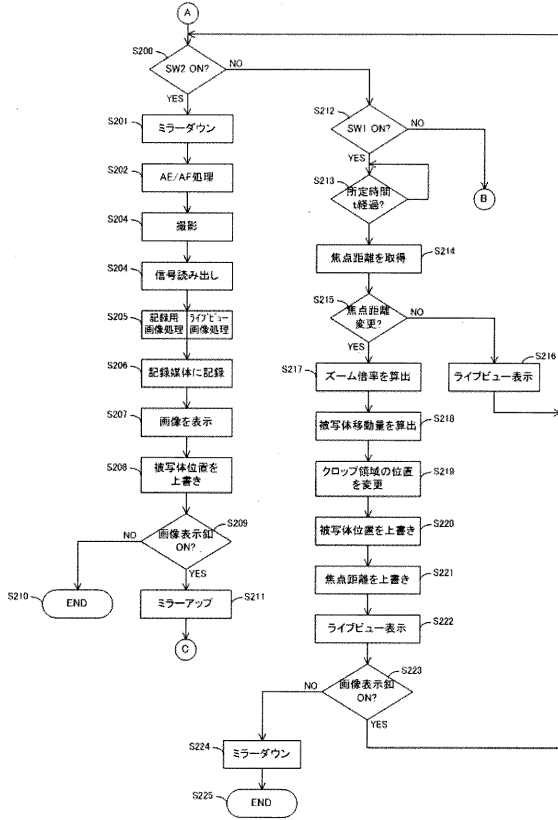 A
S200
SW2 ON?
NO
YES
S201
ミラーダウン
S202
AE/AF処理
S204
撮影
S204
信号読み出し
S205
記録用
画像処理
ライブビュー
画像処理
S206
記録媒体に記録
S207
画像を表示
S208
被写体位置を
上書き
S209
画像表示釦
ON?
NO
YES
S210
END
S211
ミラーアップ
C
S212
SW1 ON?
NO
YES
B
S213
所定時間
t経過?
S214
焦点距離を取得
S215
焦点距離
変更?
NO
YES
S216
ライブビュー表示
S217
ズーム倍率を算出
S218
被写体移動量を算出
S219
クロップ領域の位置
を変更
S220
被写体位置を上書き
S221
焦点距離を上書き
S222
ライブビュー表示
S223
画像表示釦
ON?
NO
YES
S224
ミラーダウン
S225
END